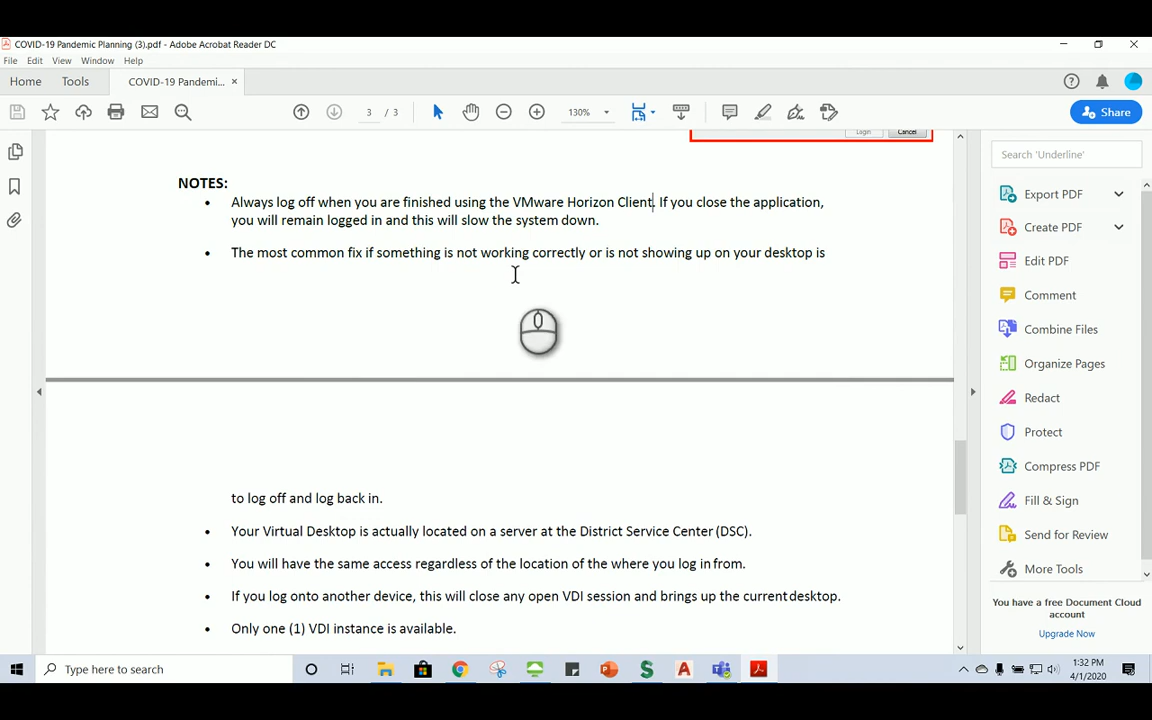 COVID-19 Pandemic Planning (3).pdf - Adobe Acrobat Reader DC
File Edit View Window Help
Home Tools COVID-19 Pandemi... ×
3 / 3 130% Share
Login Cancel
Search 'Underline'
NOTES:
• Always log off when you are finished using the VMware Horizon Client. If you close the application,
you will remain logged in and this will slow the system down.
• The most common fix if something is not working correctly or is not showing up on your desktop is
to log off and log back in.
• Your Virtual Desktop is actually located on a server at the District Service Center (DSC).
• You will have the same access regardless of the location of the where you log in from.
• If you log onto another device, this will close any open VDI session and brings up the current desktop.
• Only one (1) VDI instance is available.
Export PDF
Create PDF
Edit PDF
Comment
Combine Files
Organize Pages
Redact
Protect
Compress PDF
Fill & Sign
Send for Review
More Tools
You have a free Document Cloud
account
Upgrade Now
Type here to search
1:32 PM
4/1/2020